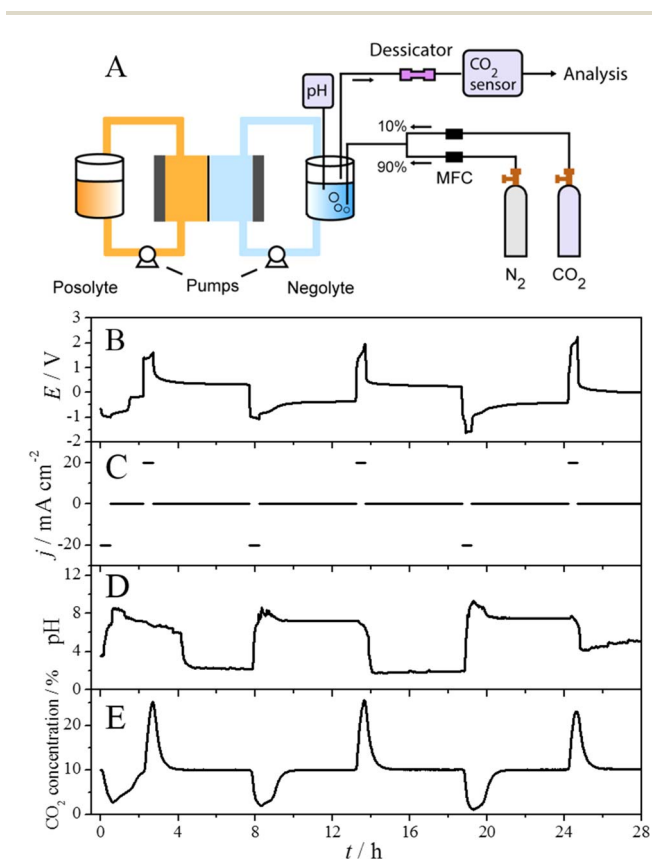 A
Dessicator
CO2 sensor
Analysis
pH
10%
90%
MFC
Posolyte
Pumps
Negolyte
N2
CO2
B
E / V
3
2
1
0
-1
-2
C
j / mA cm-2
20
0
-20
D
pH
12
8
4
0
E
CO2 concentration / %
20
10
0
0 4 8 12 16 20 24 28
t / h